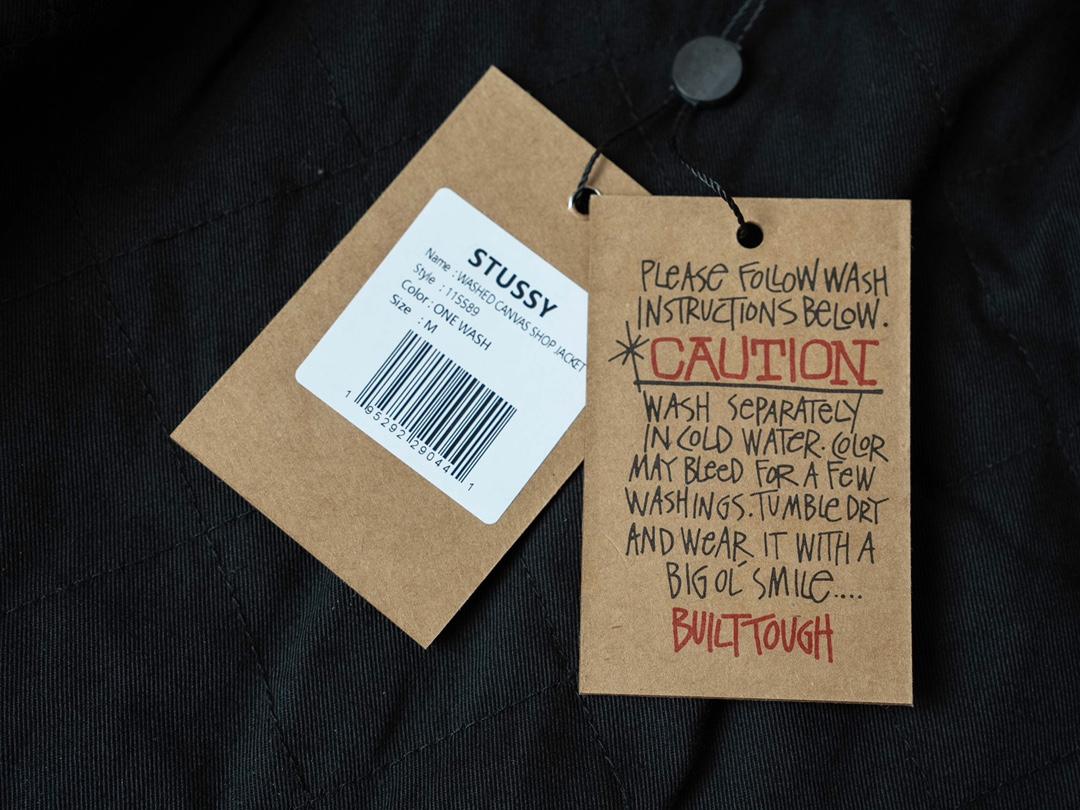 STUSSY
Name : WASHED CANVAS SHOP JACKET
Style : 115589
Color : ONE WASH
Size : M
1 95292 29044 1
PLEASE FOLLOW WASH
INSTRUCTIONS BELOW.
*CAUTION
WASH SEPARATELY
IN COLD WATER. COLOR
MAY BLEED FOR A FEW
WASHINGS. TUMBLE DRY
AND WEAR IT WITH A
BIG OL' SMILE....
BUILT TOUGH